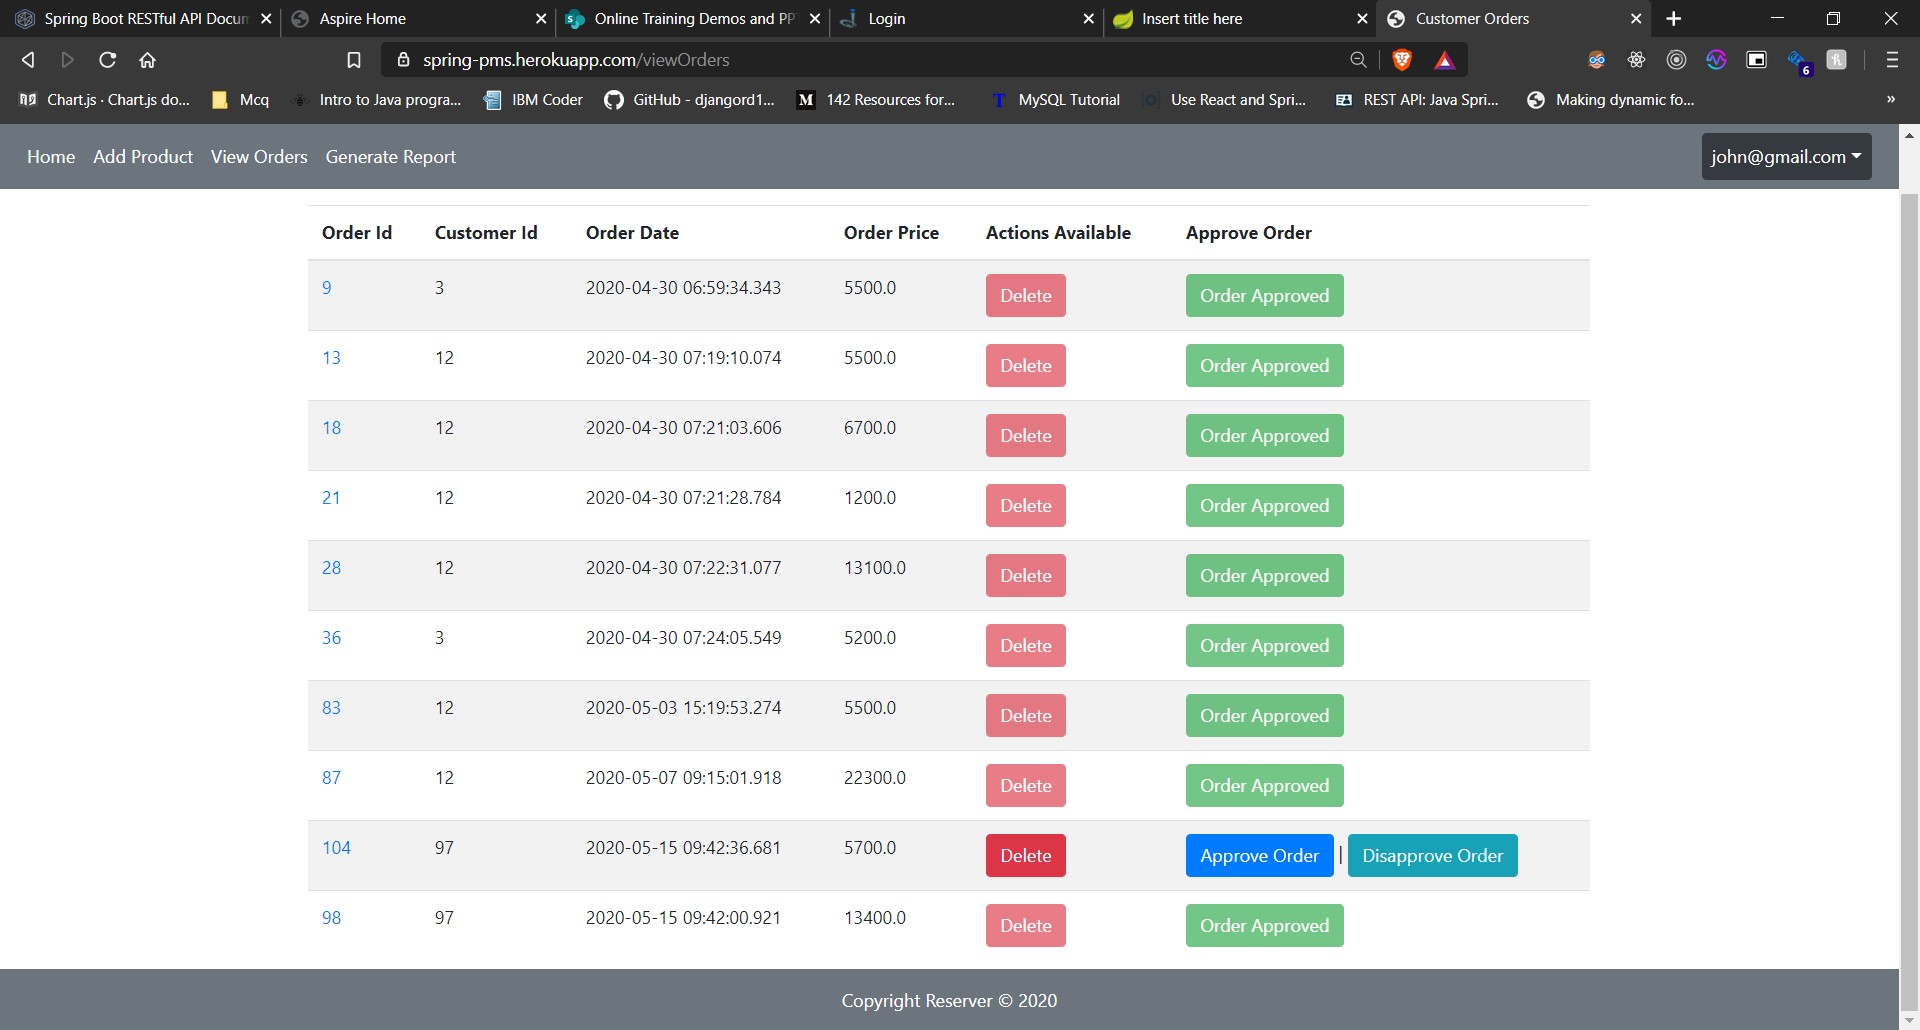 Spring Boot RESTful API Docum
Aspire Home
Online Training Demos and PP
Login
Insert title here
Customer Orders
spring-pms.herokuapp.com/viewOrders
6
Chart.js · Chart.js do...
Mcq
Intro to Java progra...
IBM Coder
GitHub - djangord1...
M 142 Resources for...
T MySQL Tutorial
Use React and Spri...
REST API: Java Spri...
Making dynamic fo...
»
Home Add Product View Orders Generate Report
john@gmail.com
Order Id Customer Id Order Date Order Price Actions Available Approve Order
9 3 2020-04-30 06:59:34.343 5500.0 Delete Order Approved
13 12 2020-04-30 07:19:10.074 5500.0 Delete Order Approved
18 12 2020-04-30 07:21:03.606 6700.0 Delete Order Approved
21 12 2020-04-30 07:21:28.784 1200.0 Delete Order Approved
28 12 2020-04-30 07:22:31.077 13100.0 Delete Order Approved
36 3 2020-04-30 07:24:05.549 5200.0 Delete Order Approved
83 12 2020-05-03 15:19:53.274 5500.0 Delete Order Approved
87 12 2020-05-07 09:15:01.918 22300.0 Delete Order Approved
104 97 2020-05-15 09:42:36.681 5700.0 Delete Approve Order | Disapprove Order
98 97 2020-05-15 09:42:00.921 13400.0 Delete Order Approved
Copyright Reserver © 2020